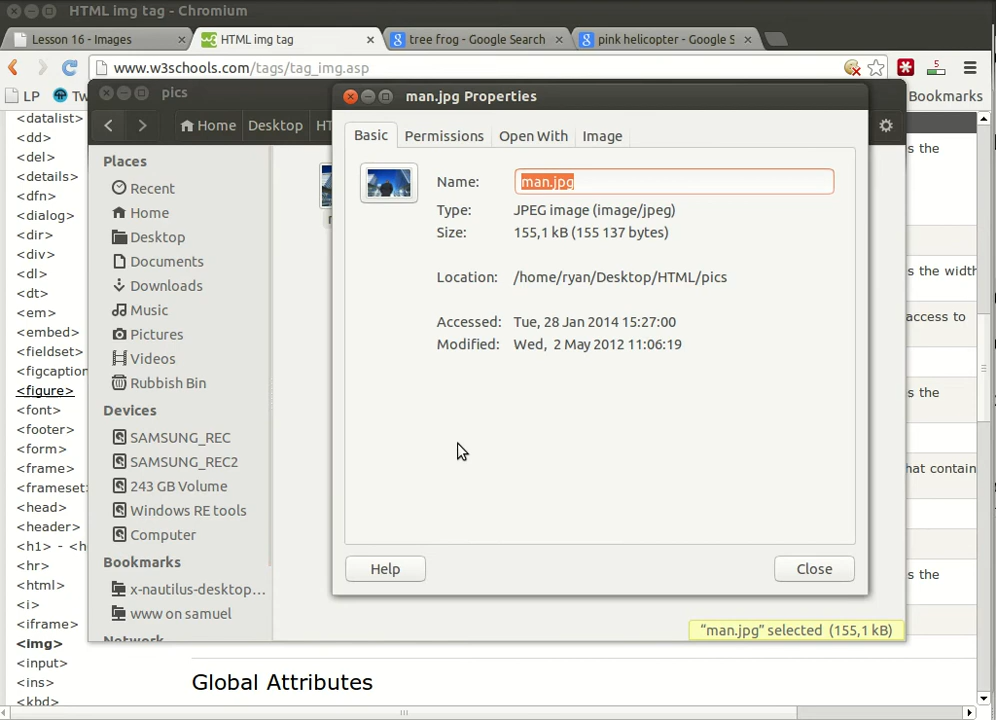 HTML img tag - Chromium
Lesson 16 - Images
HTML img tag
tree frog - Google Search
pink helicopter - Google S
www.w3schools.com/tags/tag_img.asp
5
LP
Tw
Bookmarks
pics
Home
Desktop
HT
man.jpg Properties
Basic
Permissions
Open With
Image
Name:
man.jpg
Type:
JPEG image (image/jpeg)
Size:
155,1 kB (155 137 bytes)
Location:
/home/ryan/Desktop/HTML/pics
Accessed:
Tue, 28 Jan 2014 15:27:00
Modified:
Wed, 2 May 2012 11:06:19
Help
Close
Places
Recent
Home
Desktop
Documents
Downloads
Music
Pictures
Videos
Rubbish Bin
Devices
SAMSUNG_REC
SAMSUNG_REC2
243 GB Volume
Windows RE tools
Computer
Bookmarks
x-nautilus-desktop...
www on samuel
Network
"man.jpg" selected (155,1 kB)
<datalist>
<dd>
<del>
<details>
<dfn>
<dialog>
<dir>
<div>
<dl>
<dt>
<em>
<embed>
<fieldset>
<figcaption
<figure>
<font>
<footer>
<form>
<frame>
<frameset>
<head>
<header>
<h1> - <h
<hr>
<html>
<i>
<iframe>
<img>
<input>
<ins>
<kbd>
s the
s the width
access to
s the
hat contain
s the
Global Attributes